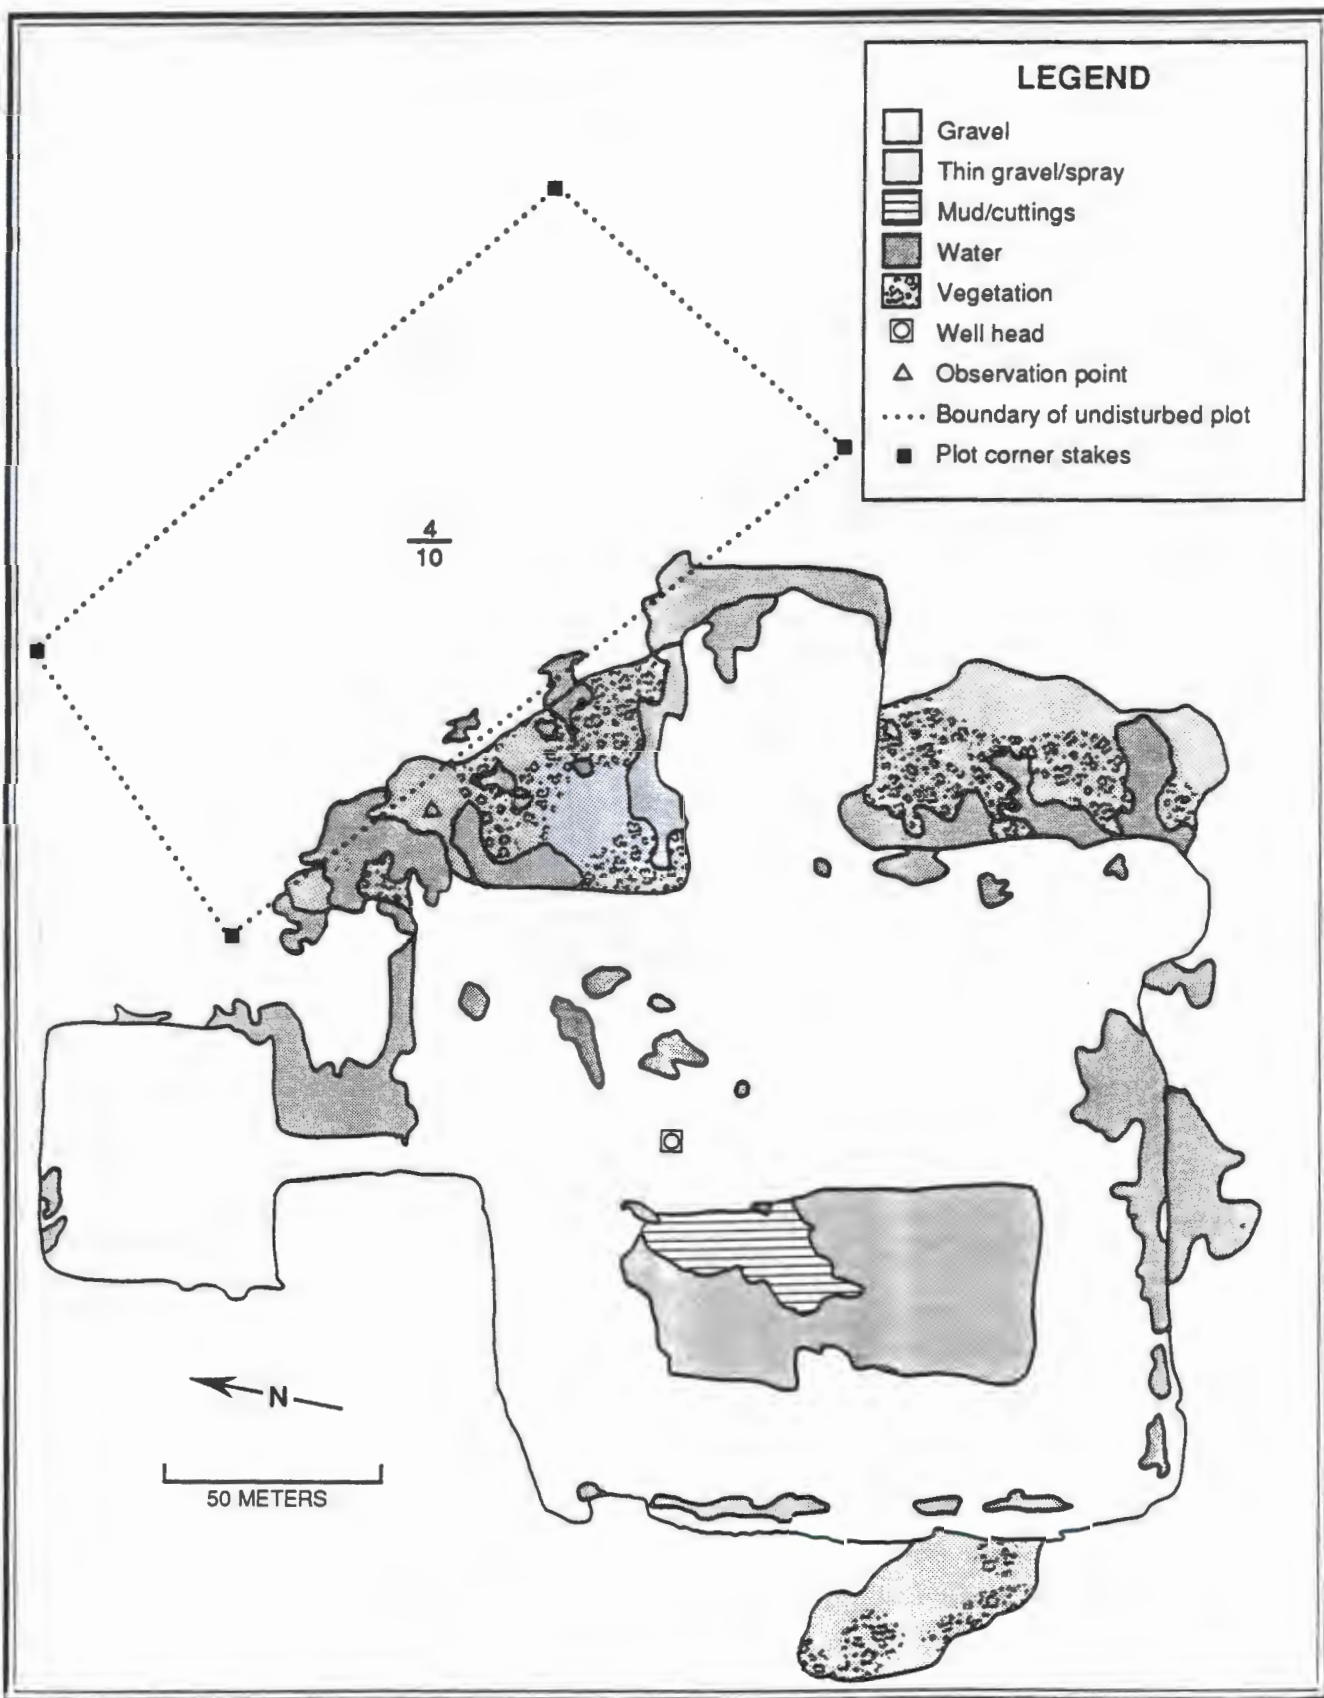 LEGEND
Gravel
Thin gravel/spray
Mud/cuttings
Water
Vegetation
Well head
Observation point
Boundary of undisturbed plot
Plot corner stakes
4
10
N
50 METERS